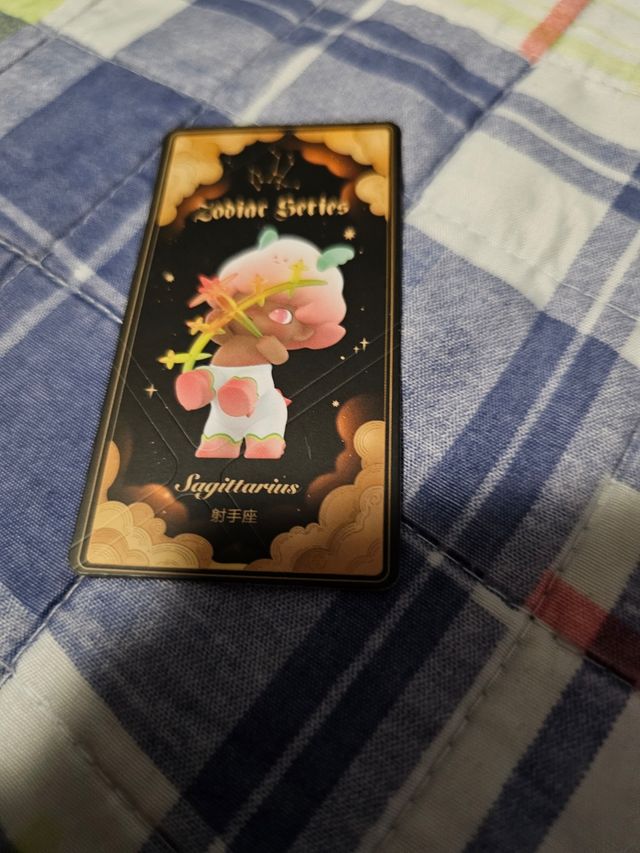 Zodiac Series
Sagittarius
射手座